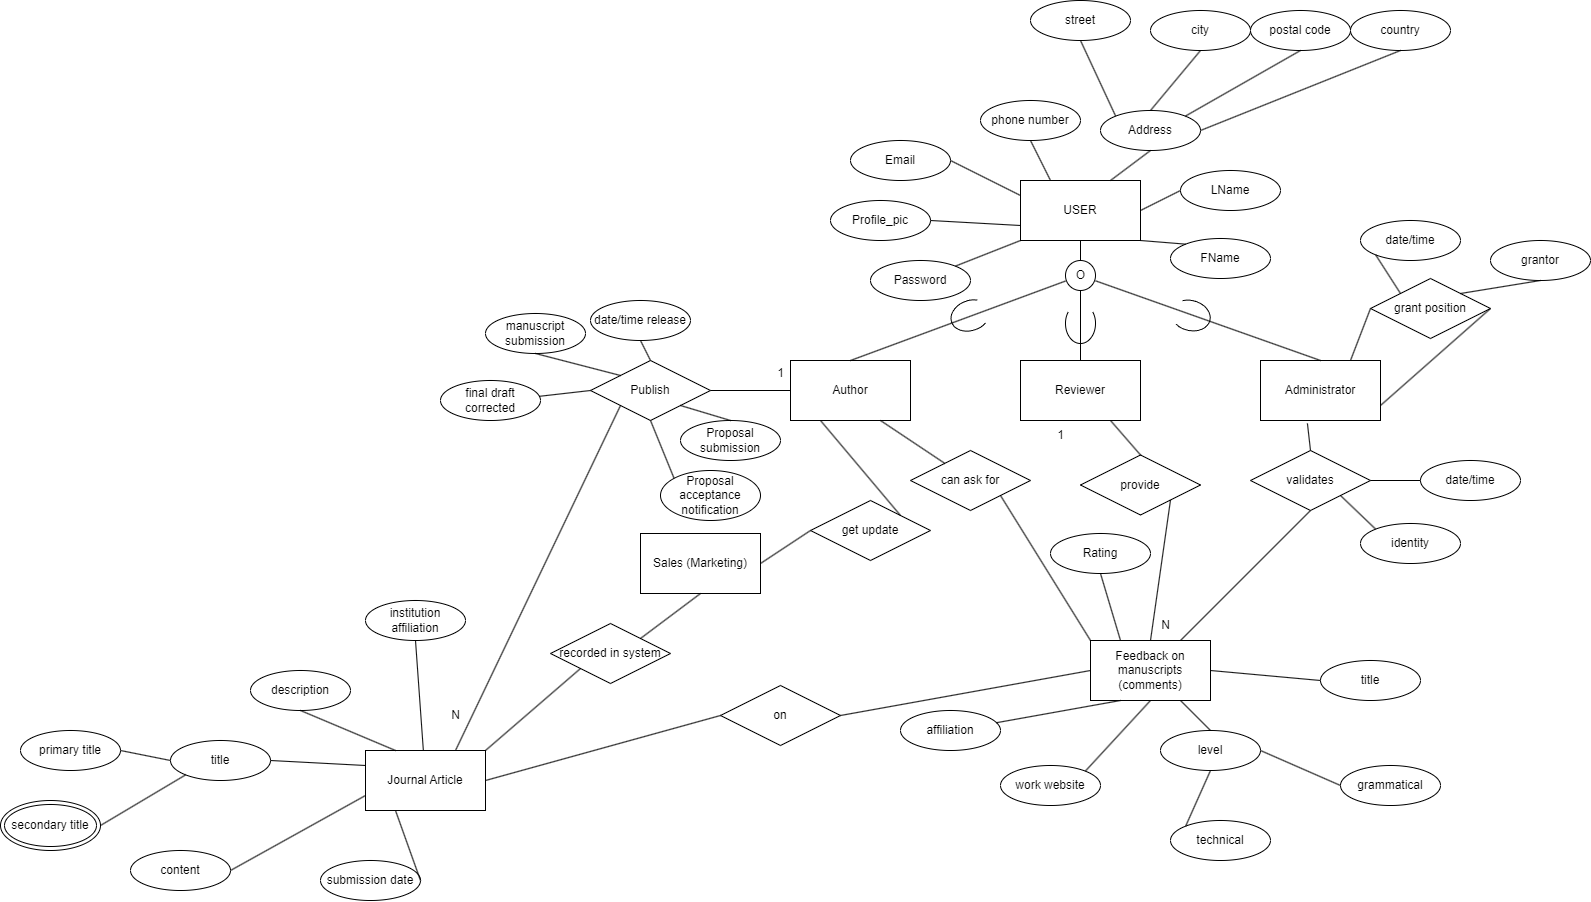 street
city
postal code
country
phone number
Address
Email
LName
USER
Profile_pic
FName
Password
date/time
grantor
O
grant position
manuscript
submission
date/time release
1
Publish
Author
Reviewer
Administrator
final draft
corrected
1
Proposal
submission
can ask for
provide
validates
date/time
Proposal
acceptance
notification
get update
identity
Sales (Marketing)
Rating
institution
affiliation
N
recorded in system
Feedback on
manuscripts
(comments)
title
description
N
on
affiliation
primary title
title
level
Journal Article
work website
grammatical
secondary title
technical
content
submission date